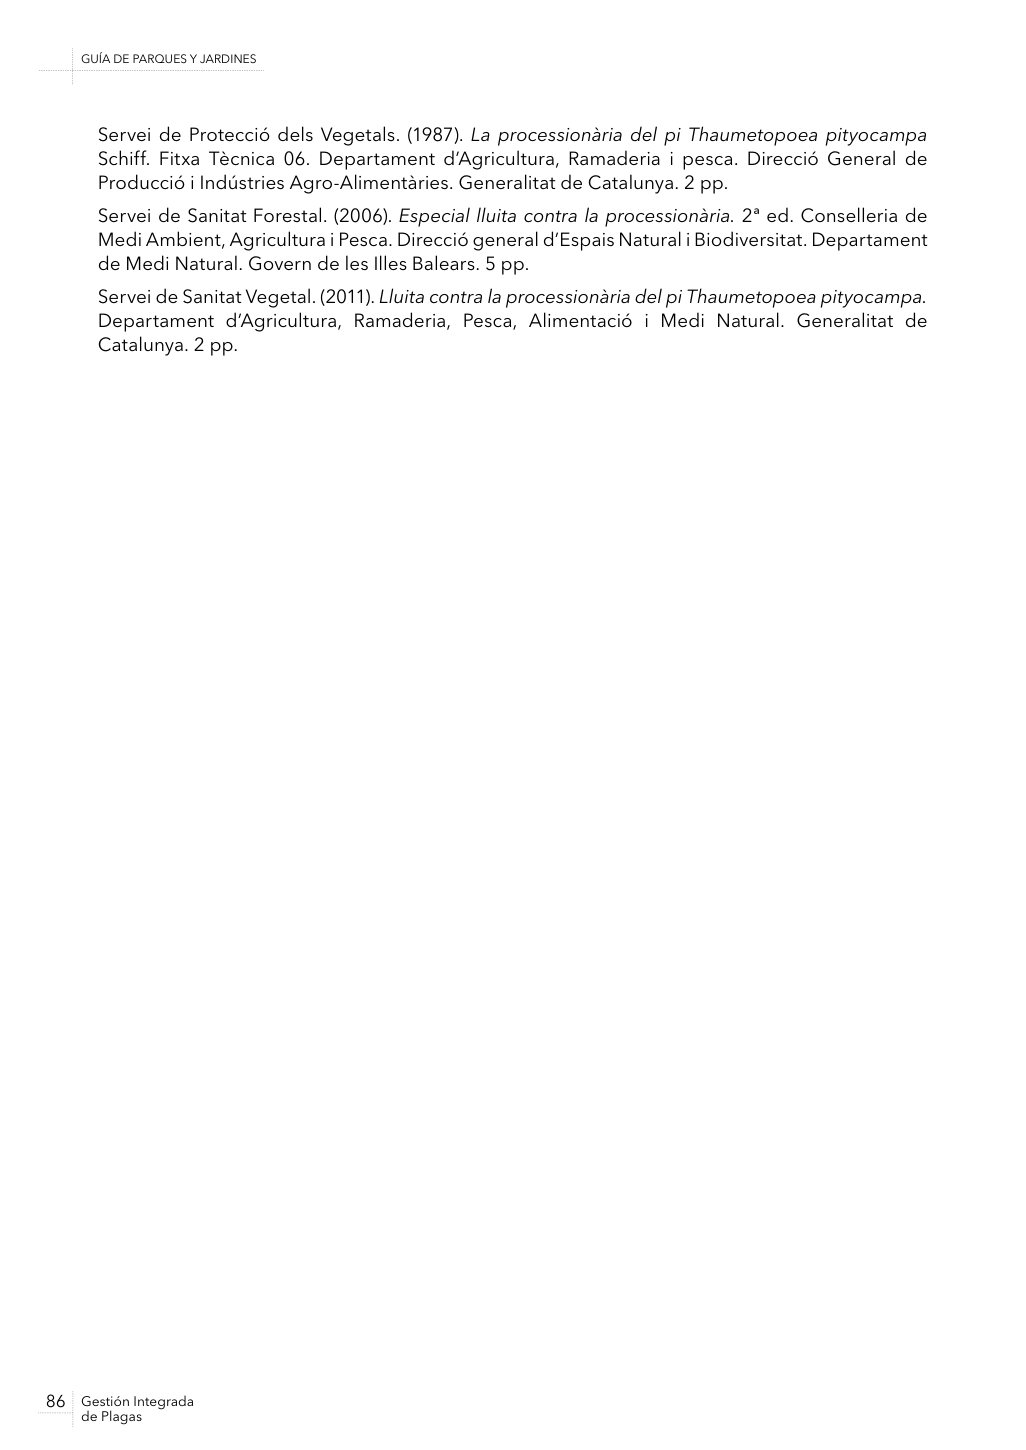 GUÍA DE PARQUES Y JARDINES
Servei de Protecció dels Vegetals. (1987). La processionària del pi Thaumetopoea pityocampa
Schiff. Fitxa Tècnica 06. Departament d’Agricultura, Ramaderia i pesca. Direcció General de
Producció i Indústries Agro-Alimentàries. Generalitat de Catalunya. 2 pp.
Servei de Sanitat Forestal. (2006). Especial lluita contra la processionària. 2ª ed. Conselleria de
Medi Ambient, Agricultura i Pesca. Direcció general d’Espais Natural i Biodiversitat. Departament
de Medi Natural. Govern de les Illes Balears. 5 pp.
Servei de Sanitat Vegetal. (2011). Lluita contra la processionària del pi Thaumetopoea pityocampa.
Departament d’Agricultura, Ramaderia, Pesca, Alimentació i Medi Natural. Generalitat de
Catalunya. 2 pp.
86 Gestión Integrada
de Plagas